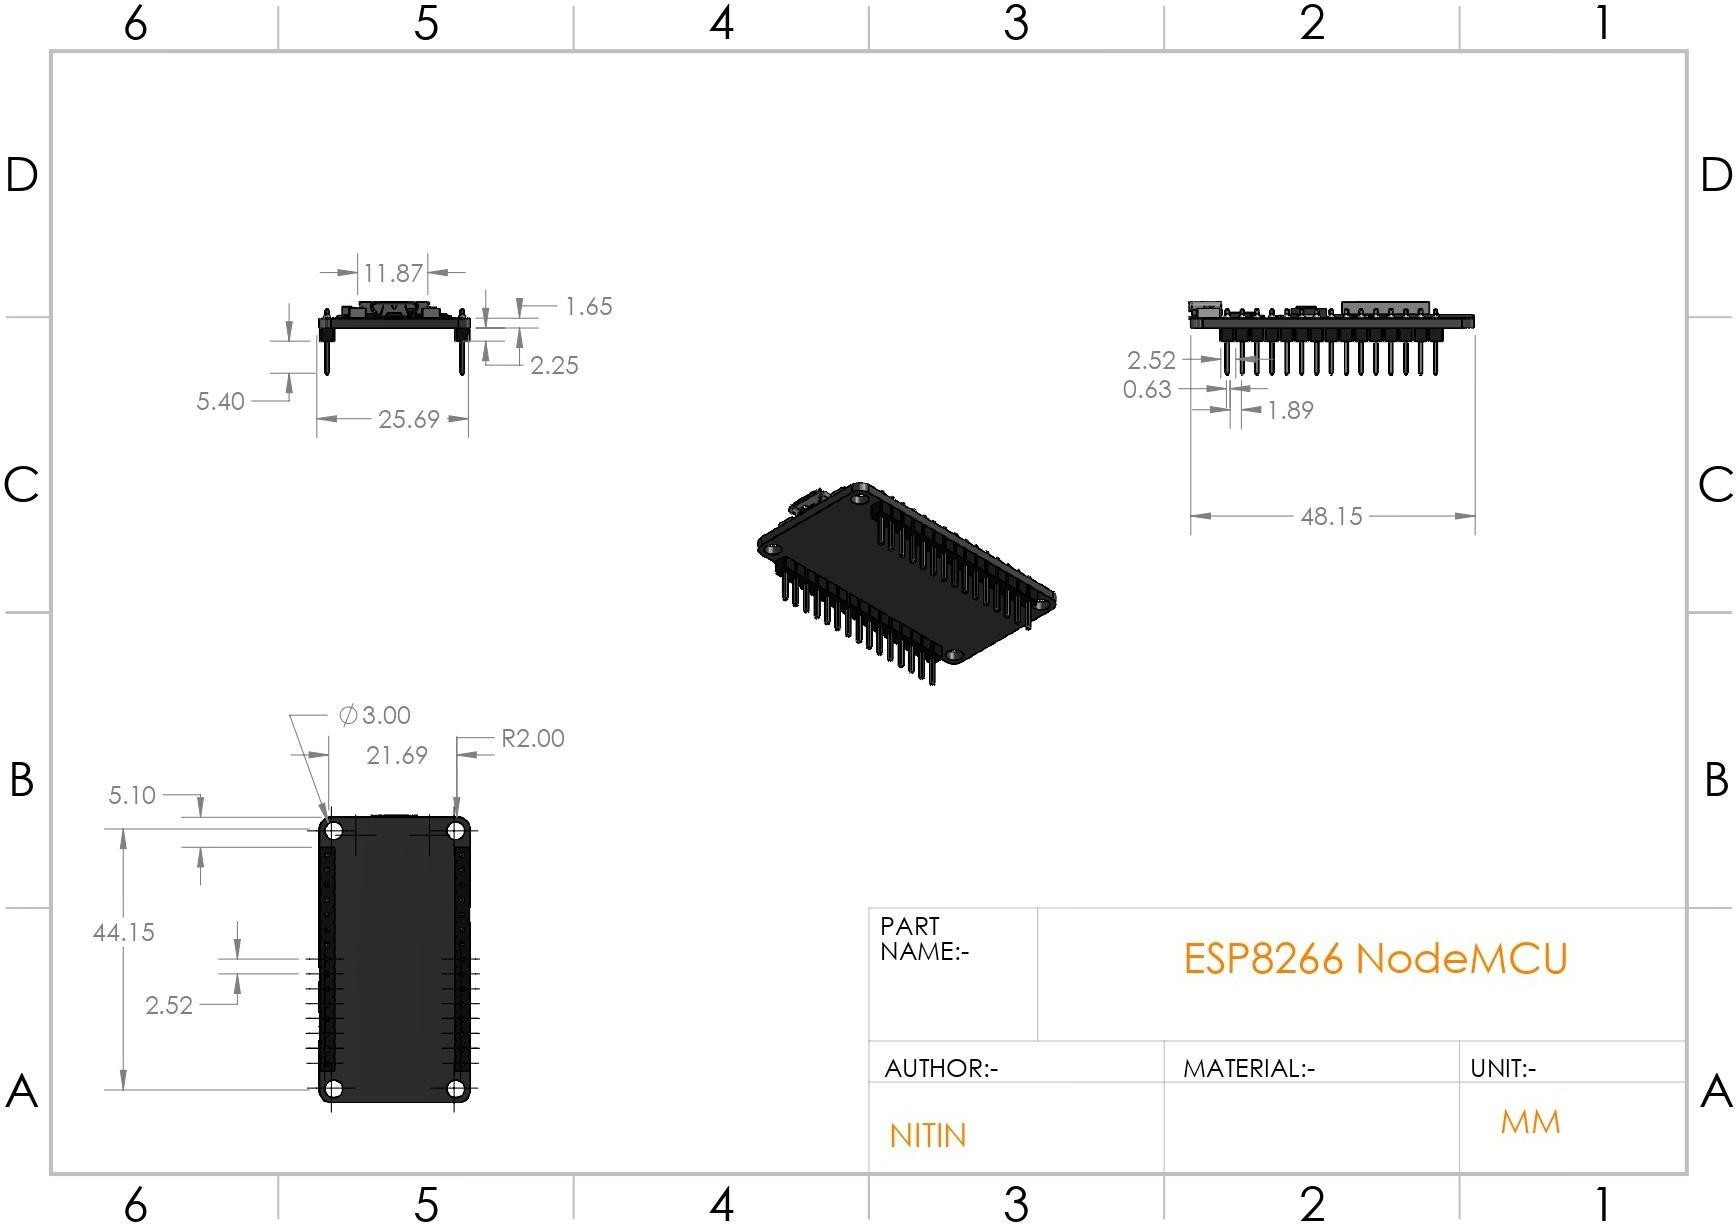 6 5 4 3 2 1
D D
11.87
1.65
2.25
5.40
25.69
2.52
0.63
1.89
48.15
C C
Ø3.00
21.69
R2.00
5.10
44.15
2.52
B B
PART
NAME:-
ESP8266 NodeMCU
AUTHOR:- MATERIAL:- UNIT:-
NITIN MM
A A
6 5 4 3 2 1